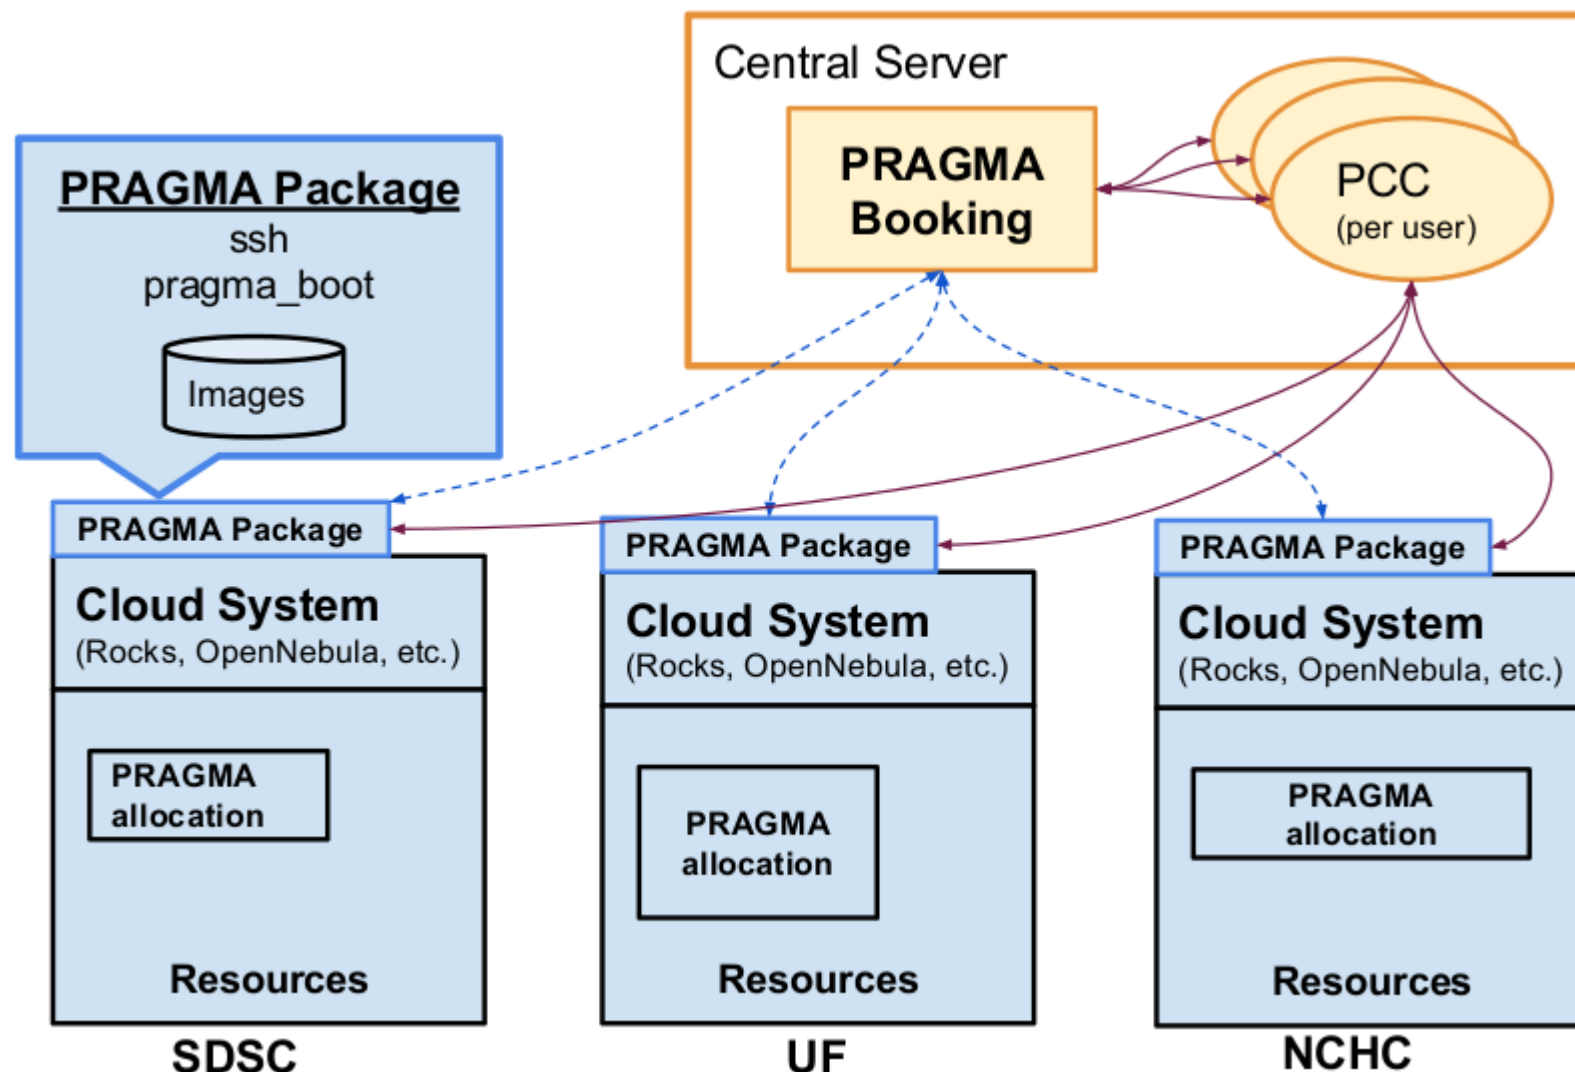 Central Server
PRAGMA
Booking
PCC
(per user)
PRAGMA Package
ssh
pragma_boot
Images
PRAGMA Package
Cloud System
(Rocks, OpenNebula, etc.)
PRAGMA
allocation
Resources
SDSC
PRAGMA Package
Cloud System
(Rocks, OpenNebula, etc.)
PRAGMA
allocation
Resources
UF
PRAGMA Package
Cloud System
(Rocks, OpenNebula, etc.)
PRAGMA
allocation
Resources
NCHC